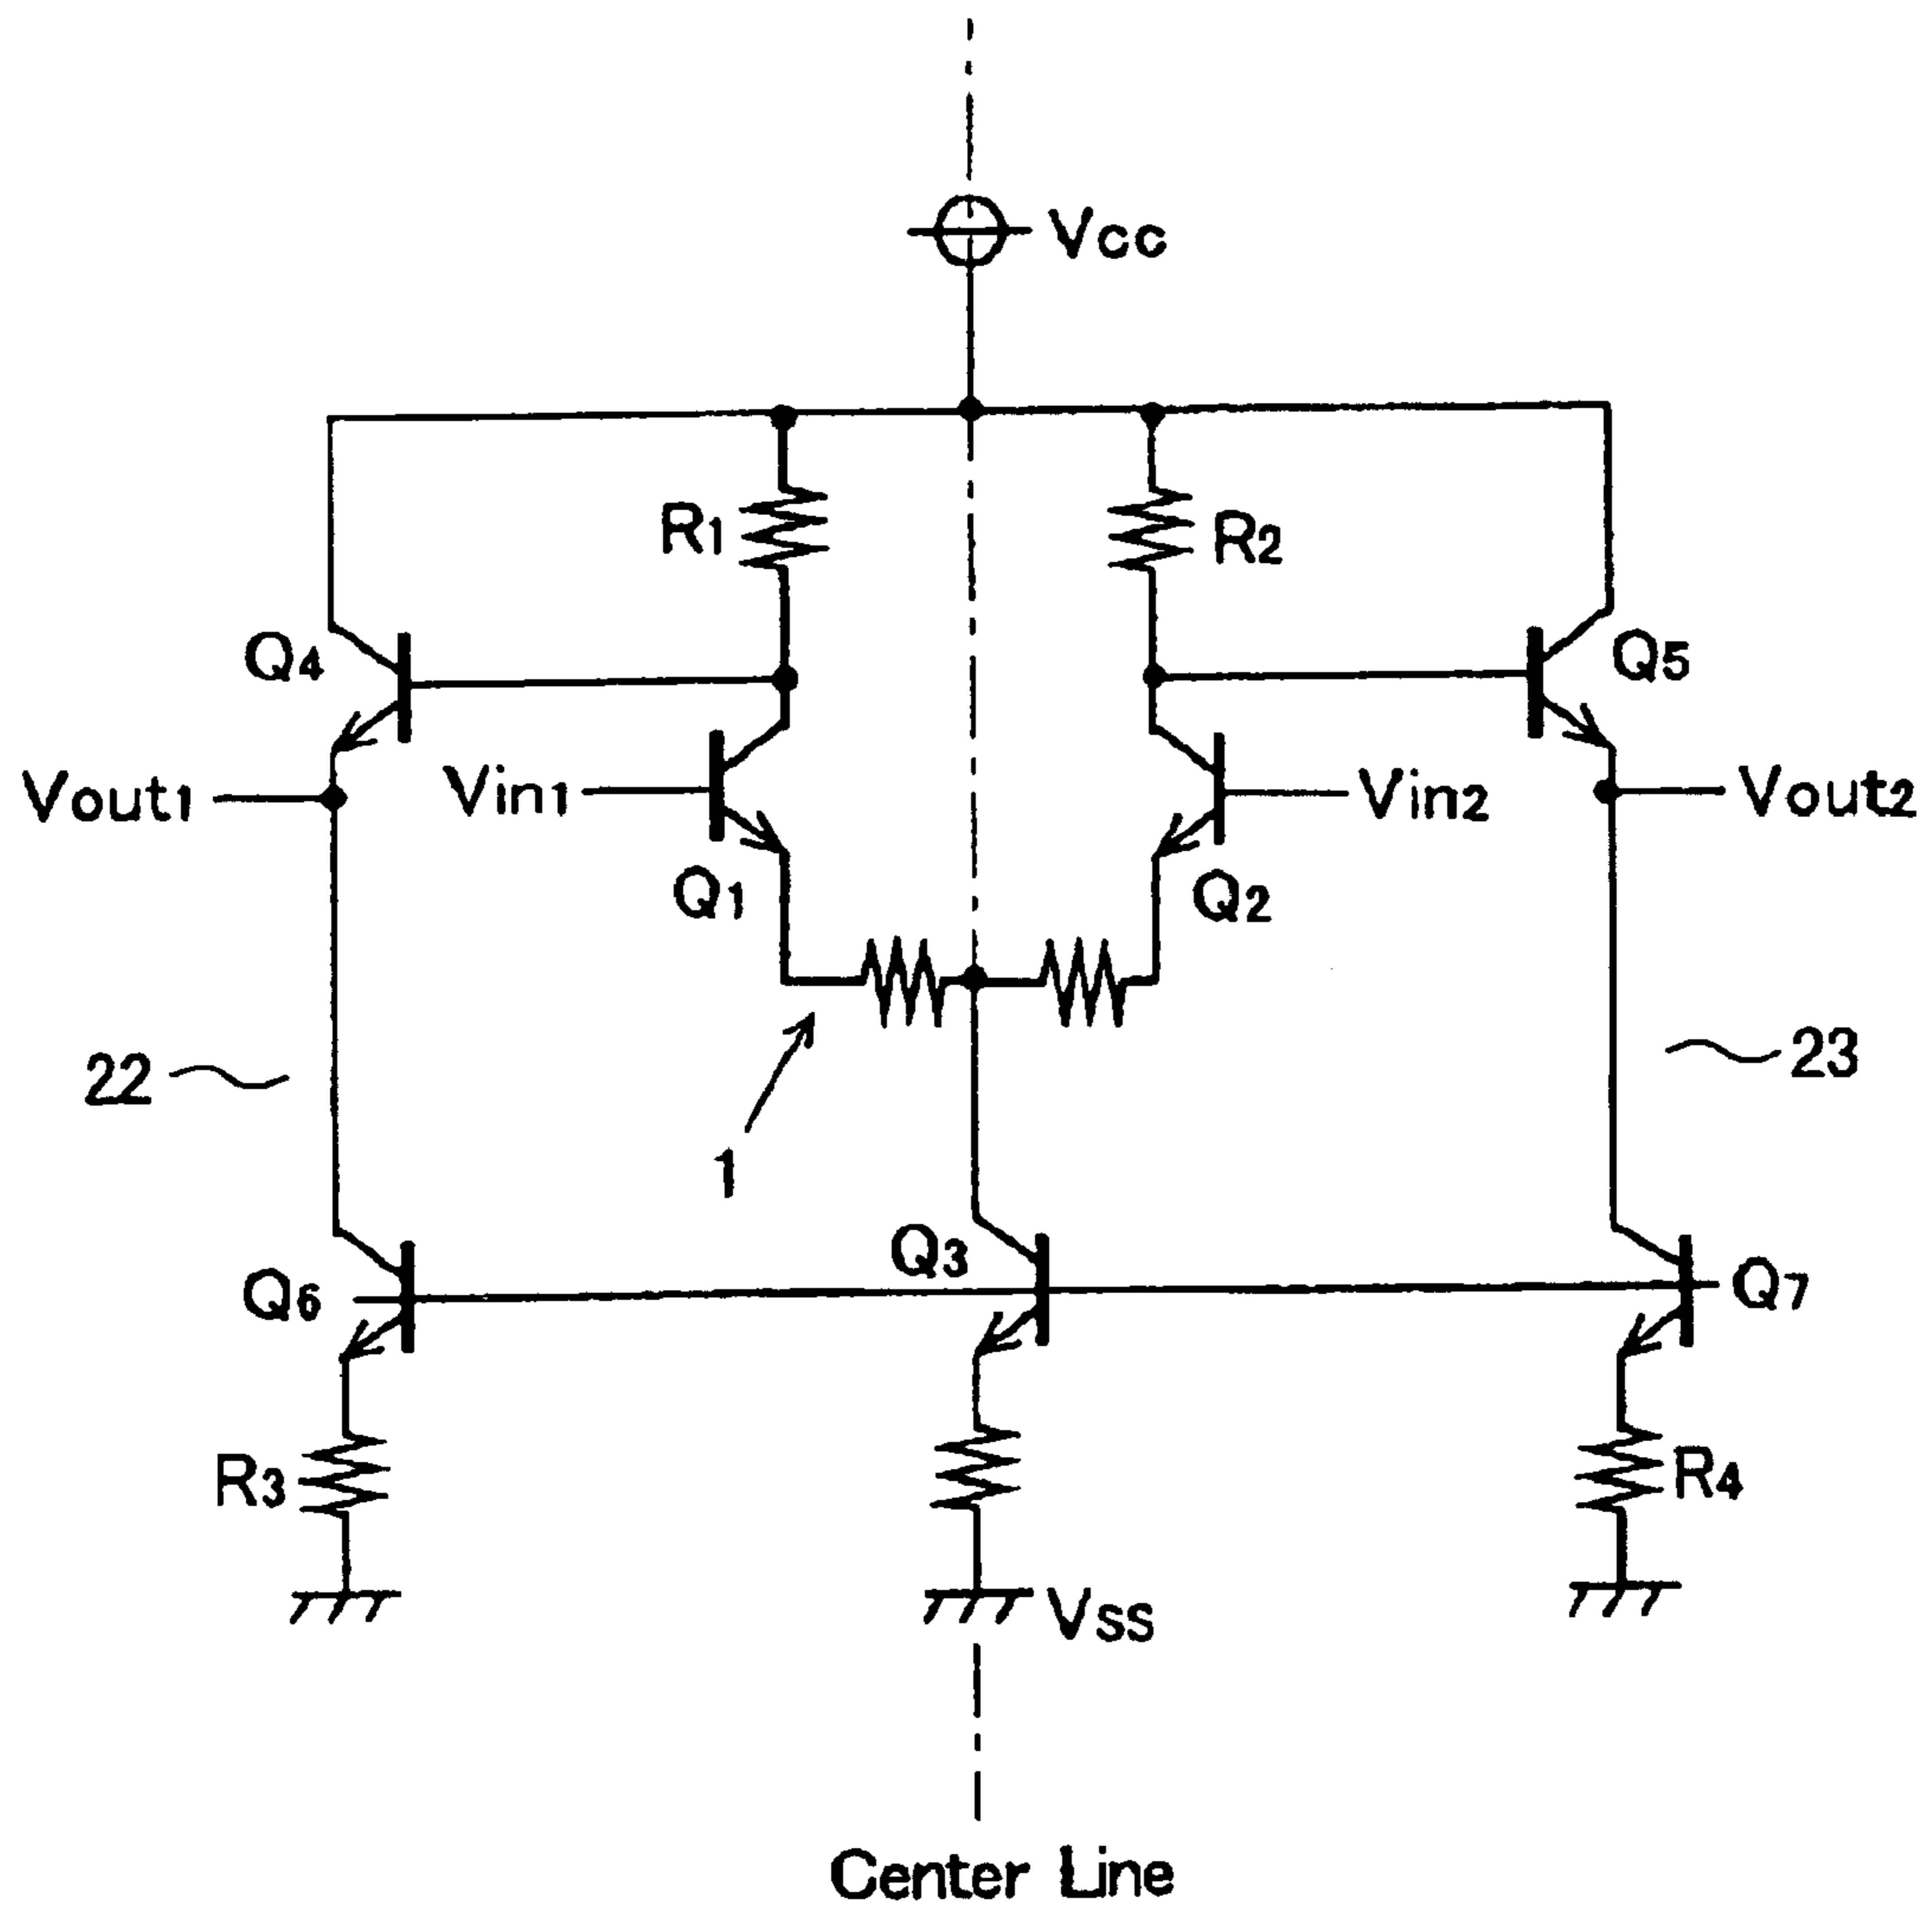 Vcc
R1
R2
Q4
Q5
Vout1
Vin1
Vin2
Vout2
Q1
Q2
22
23
1
Q3
Q6
Q7
R3
R4
Vss
Center Line